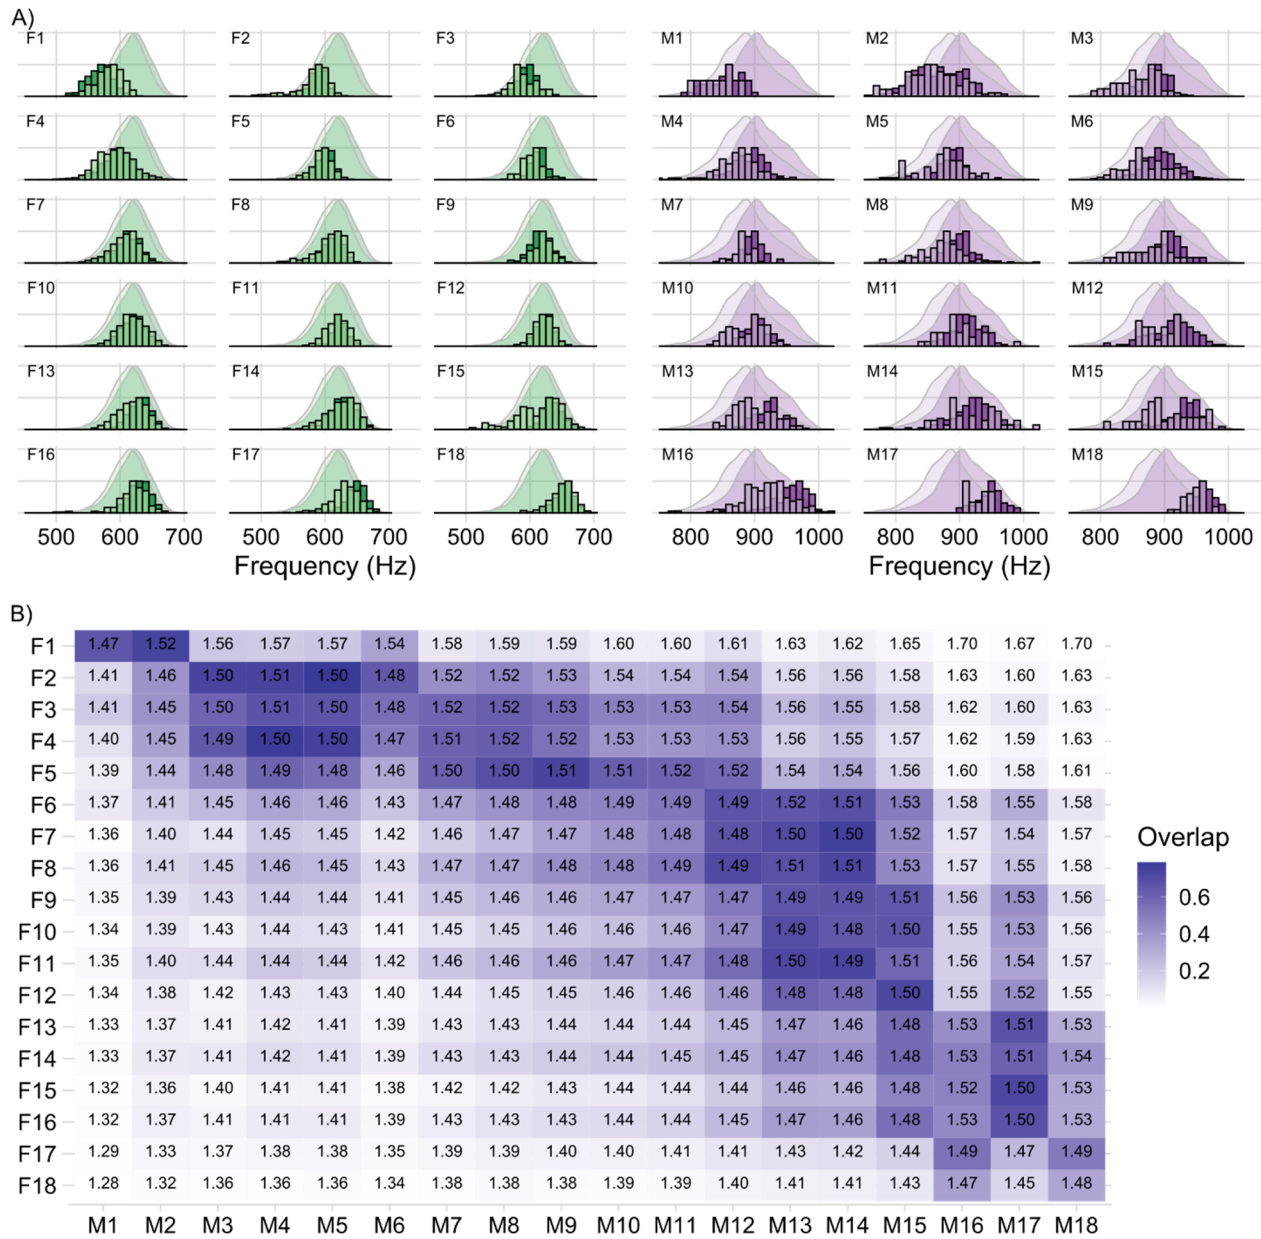 A)
F1 F2 F3 M1 M2 M3
F4 F5 F6 M4 M5 M6
F7 F8 F9 M7 M8 M9
F10 F11 F12 M10 M11 M12
F13 F14 F15 M13 M14 M15
F16 F17 F18 M16 M17 M18
500 600 700 500 600 700 500 600 700 800 900 1000 800 900 1000 800 900 1000
Frequency (Hz) Frequency (Hz)
B)
F1 1.47 1.52 1.56 1.57 1.57 1.54 1.58 1.59 1.59 1.60 1.60 1.61 1.63 1.62 1.65 1.70 1.67 1.70
F2 1.41 1.46 1.50 1.51 1.50 1.48 1.52 1.52 1.53 1.54 1.54 1.54 1.56 1.56 1.58 1.63 1.60 1.63
F3 1.41 1.45 1.50 1.51 1.50 1.48 1.52 1.52 1.53 1.53 1.53 1.54 1.56 1.55 1.58 1.62 1.60 1.63
F4 1.40 1.45 1.49 1.50 1.50 1.47 1.51 1.52 1.52 1.53 1.53 1.53 1.56 1.55 1.57 1.62 1.59 1.63
F5 1.39 1.44 1.48 1.49 1.48 1.46 1.50 1.50 1.51 1.51 1.52 1.52 1.54 1.54 1.56 1.60 1.58 1.61
F6 1.37 1.41 1.45 1.46 1.46 1.43 1.47 1.48 1.48 1.49 1.49 1.49 1.52 1.51 1.53 1.58 1.55 1.58
F7 1.36 1.40 1.44 1.45 1.45 1.42 1.46 1.47 1.47 1.48 1.48 1.48 1.50 1.50 1.52 1.57 1.54 1.57
F8 1.36 1.41 1.45 1.46 1.45 1.43 1.47 1.47 1.48 1.48 1.49 1.49 1.51 1.51 1.53 1.57 1.55 1.58
F9 1.35 1.39 1.43 1.44 1.44 1.41 1.45 1.46 1.46 1.47 1.47 1.47 1.49 1.49 1.51 1.56 1.53 1.56
F10 1.34 1.39 1.43 1.44 1.43 1.41 1.45 1.45 1.46 1.46 1.46 1.47 1.49 1.48 1.50 1.55 1.53 1.56
F11 1.35 1.40 1.44 1.44 1.44 1.42 1.46 1.46 1.46 1.47 1.47 1.48 1.50 1.49 1.51 1.56 1.54 1.57
F12 1.34 1.38 1.42 1.43 1.43 1.40 1.44 1.45 1.45 1.46 1.46 1.46 1.48 1.48 1.50 1.55 1.52 1.55
F13 1.33 1.37 1.41 1.42 1.41 1.39 1.43 1.43 1.44 1.44 1.44 1.45 1.47 1.46 1.48 1.53 1.51 1.53
F14 1.33 1.37 1.41 1.42 1.41 1.39 1.43 1.43 1.44 1.44 1.45 1.45 1.47 1.46 1.48 1.53 1.51 1.54
F15 1.32 1.36 1.40 1.41 1.41 1.38 1.42 1.42 1.43 1.44 1.44 1.44 1.46 1.46 1.48 1.52 1.50 1.53
F16 1.32 1.37 1.41 1.41 1.41 1.39 1.43 1.43 1.43 1.44 1.44 1.45 1.47 1.46 1.48 1.53 1.50 1.53
F17 1.29 1.33 1.37 1.38 1.38 1.35 1.39 1.39 1.40 1.40 1.41 1.41 1.43 1.42 1.44 1.49 1.47 1.49
F18 1.28 1.32 1.36 1.36 1.36 1.34 1.38 1.38 1.38 1.39 1.39 1.40 1.41 1.41 1.43 1.47 1.45 1.48
M1 M2 M3 M4 M5 M6 M7 M8 M9 M10 M11 M12 M13 M14 M15 M16 M17 M18
Overlap
0.6
0.4
0.2